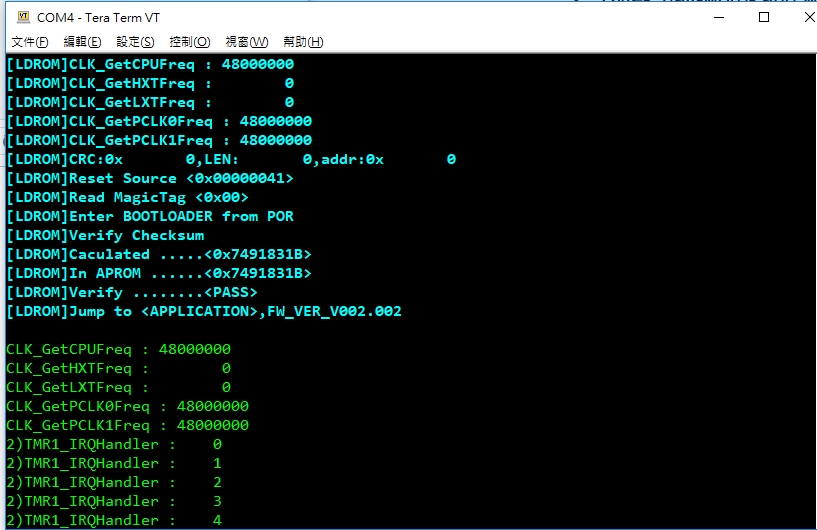 COM4 - Tera Term VT
文件(F) 編輯(E) 設定(S) 控制(O) 視窗(W) 幫助(H)
[LDROM]CLK_GetCPUFreq : 48000000
[LDROM]CLK_GetHXTFreq :        0
[LDROM]CLK_GetLXTFreq :        0
[LDROM]CLK_GetPCLK0Freq : 48000000
[LDROM]CLK_GetPCLK1Freq : 48000000
[LDROM]CRC:0x       0,LEN:       0,addr:0x       0
[LDROM]Reset Source <0x00000041>
[LDROM]Read MagicTag <0x00>
[LDROM]Enter BOOTLOADER from POR
[LDROM]Verify Checksum
[LDROM]Caculated .....<0x7491831B>
[LDROM]In APROM ......<0x7491831B>
[LDROM]Verify ........<PASS>
[LDROM]Jump to <APPLICATION>,FW_VER_V002.002
CLK_GetCPUFreq : 48000000
CLK_GetHXTFreq :        0
CLK_GetLXTFreq :        0
CLK_GetPCLK0Freq : 48000000
CLK_GetPCLK1Freq : 48000000
2)TMR1_IRQHandler :    0
2)TMR1_IRQHandler :    1
2)TMR1_IRQHandler :    2
2)TMR1_IRQHandler :    3
2)TMR1_IRQHandler :    4